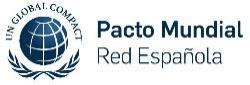 UN GLOBAL COMPACT
Pacto Mundial
Red Española